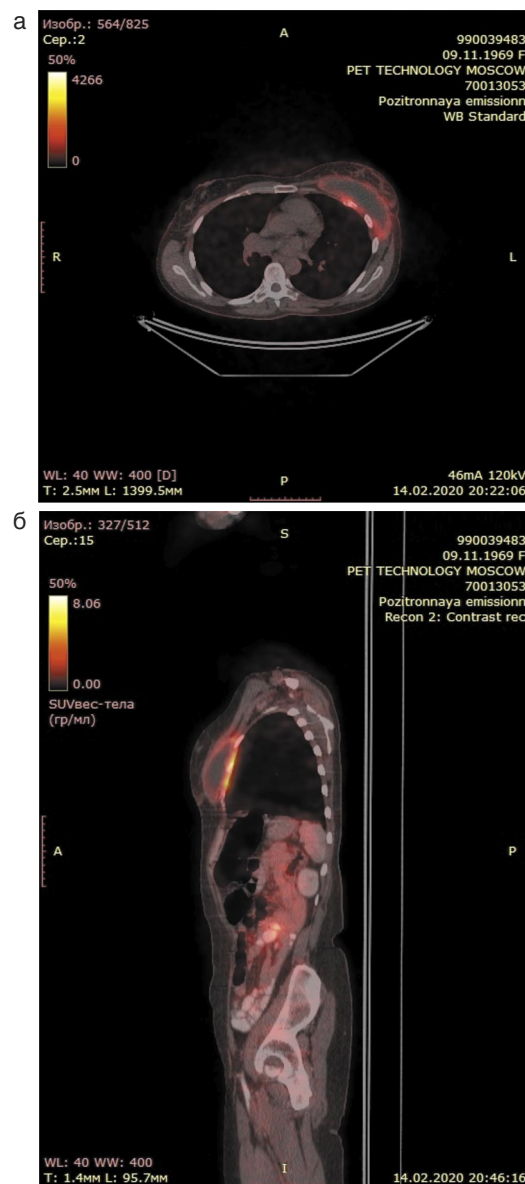 а
Изобр.: 564/825
Сер.:2
50%
4266
0
A
990039483
09.11.1969 F
PET TECHNOLOGY MOSCOW
70013053
Pozitronnaya emissionn
WB Standard
R
L
WL: 40 WW: 400 [D]
T: 2.5мм L: 1399.5мм
P
46mA 120kV
14.02.2020 20:22:06
б
Изобр.: 327/512
Сер.:15
50%
8.06
0.00
SUVвес-тела
(гр/мл)
S
990039483
09.11.1969 F
PET TECHNOLOGY MOSCOW
70013053
Pozitronnaya emissionn
Recon 2: Contrast rec
A
P
WL: 40 WW: 400
T: 1.4мм L: 95.7мм
I
14.02.2020 20:46:16